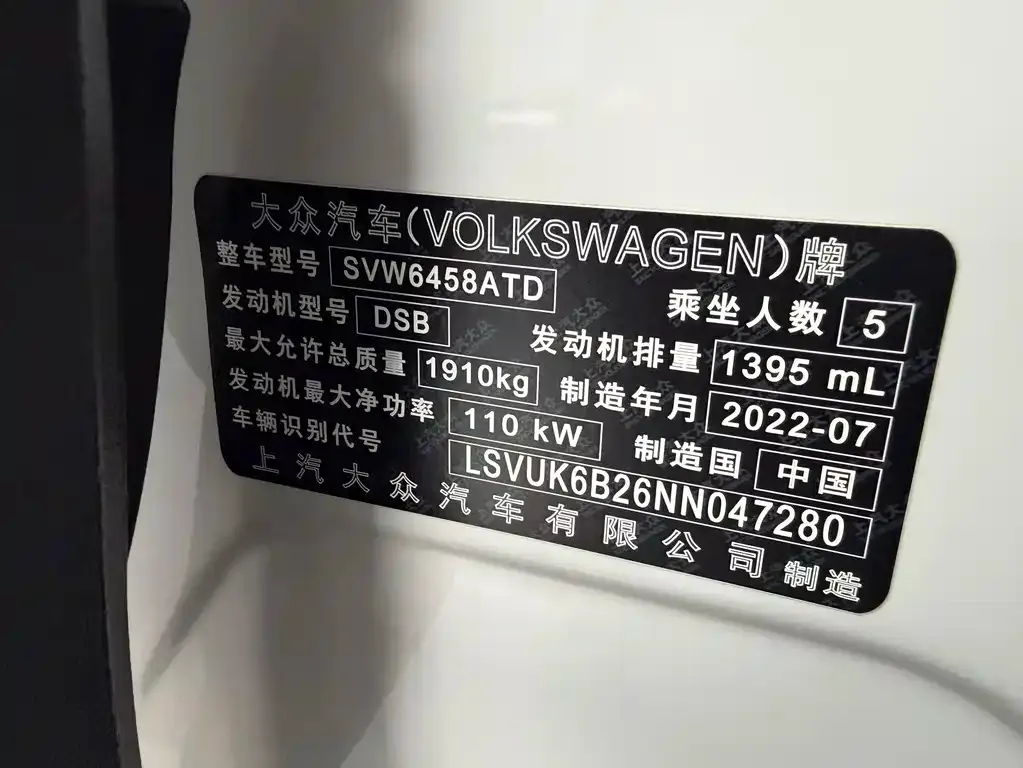 大众汽车(VOLKSWAGEN)牌
整车型号 SVW6458ATD 乘坐人数 5
发动机型号 DSB 发动机排量 1395 mL
最大允许总质量 1910kg 制造年月 2022-07
发动机最大净功率 110 kW 制造国 中国
车辆识别代号 LSVUK6B26NN047280
上汽大众汽车有限公司制造